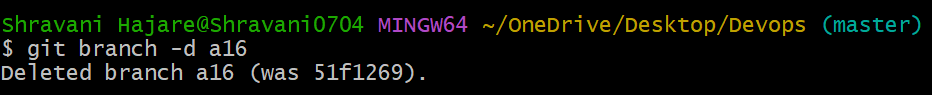 Shravani Hajare@Shravani0704 MINGW64 ~/OneDrive/Desktop/Devops (master)
$ git branch -d a16
Deleted branch a16 (was 51f1269).